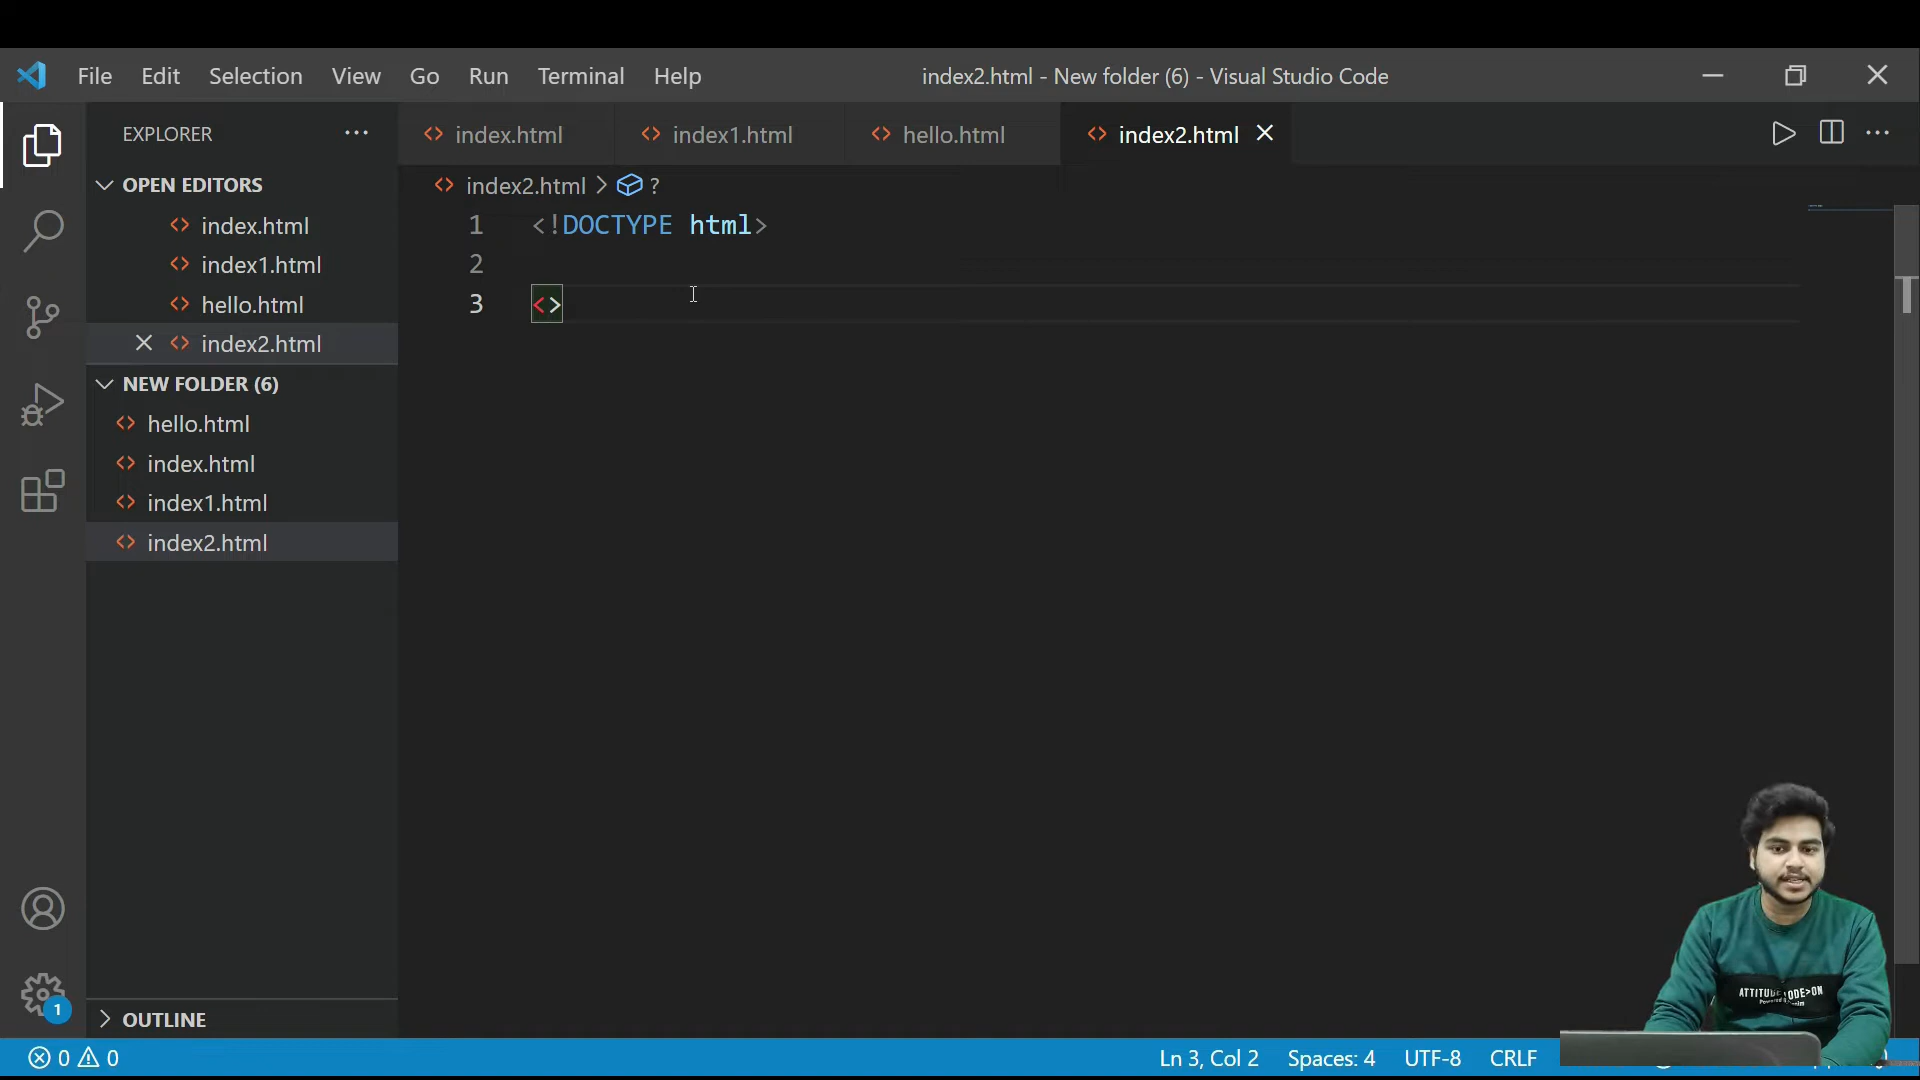 File Edit Selection View Go Run Terminal Help index2.html - New folder (6) - Visual Studio Code
EXPLORER
index.html index1.html hello.html index2.html
OPEN EDITORS
index.html
index1.html
hello.html
index2.html
NEW FOLDER (6)
hello.html
index.html
index1.html
index2.html
OUTLINE
1
index2.html > ?
1 <!DOCTYPE html>
2
3 <>
0 0 Ln 3, Col 2 Spaces: 4 UTF-8 CRLF